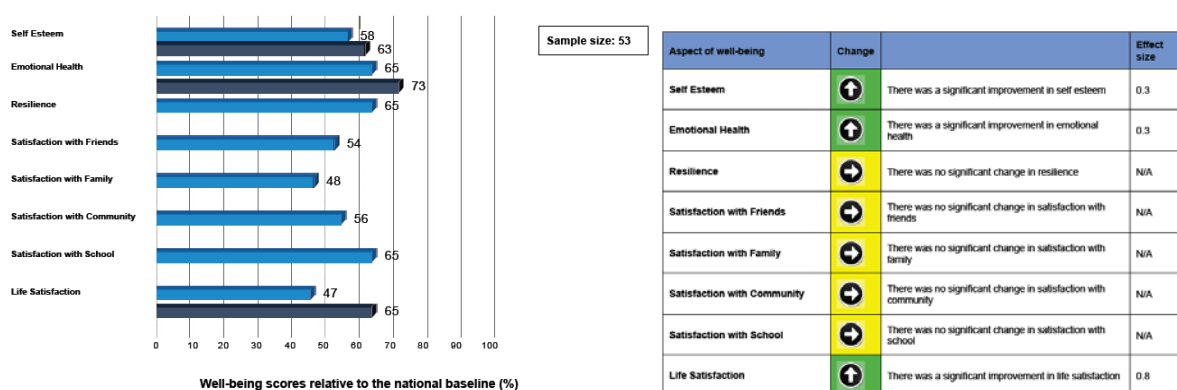 Self Esteem
58
63
Emotional Health
65
73
Resilience
65
Satisfaction with Friends
54
Satisfaction with Family
48
Satisfaction with Community
56
Satisfaction with School
65
Life Satisfaction
47
65
0 10 20 30 40 50 60 70 80 90 100
Well-being scores relative to the national baseline (%)
Sample size: 53
Aspect of well-being Change Effect
size
Self Esteem There was a significant improvement in self esteem 0.3
Emotional Health There was a significant improvement in emotional
health 0.3
Resilience There was no significant change in resilience N/A
Satisfaction with Friends There was no significant change in satisfaction with
friends N/A
Satisfaction with Family There was no significant change in satisfaction with
family N/A
Satisfaction with Community There was no significant change in satisfaction with
community N/A
Satisfaction with School There was no significant change in satisfaction with
school N/A
Life Satisfaction There was a significant improvement in life satisfaction 0.8